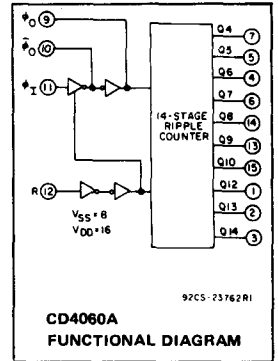 ϕO 9
ϕ̄O 10
ϕI 11
R 12
VSS = 8
VDD = 16
14-STAGE
RIPPLE
COUNTER
Q4 7
Q5 5
Q6 4
Q7 6
Q8 14
Q9 13
Q10 15
Q12 1
Q13 2
Q14 3
92CS-23762R1
CD4060A
FUNCTIONAL DIAGRAM